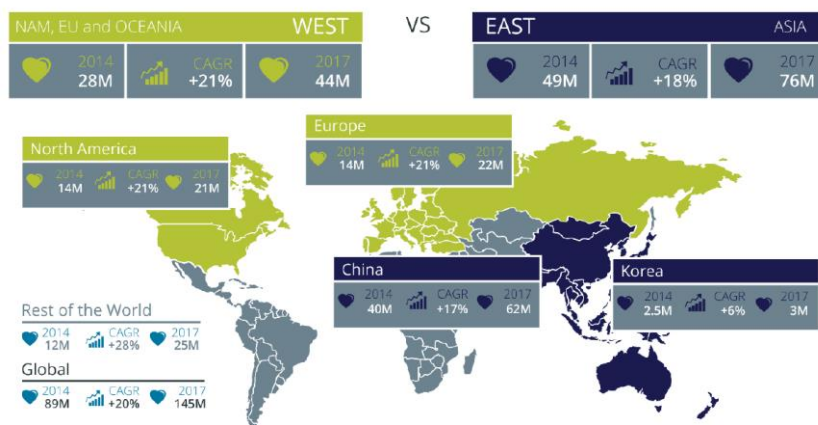 NAM, EU and OCEANIA WEST
VS
EAST ASIA
2014 28M CAGR +21% 2017 44M
2014 49M CAGR +18% 2017 76M
North America
2014 14M CAGR +21% 2017 21M
Europe
2014 14M CAGR +21% 2017 22M
China
2014 40M CAGR +17% 2017 62M
Korea
2014 2.5M CAGR +6% 2017 3M
Rest of the World
2014 12M CAGR +28% 2017 25M
Global
2014 89M CAGR +20% 2017 145M